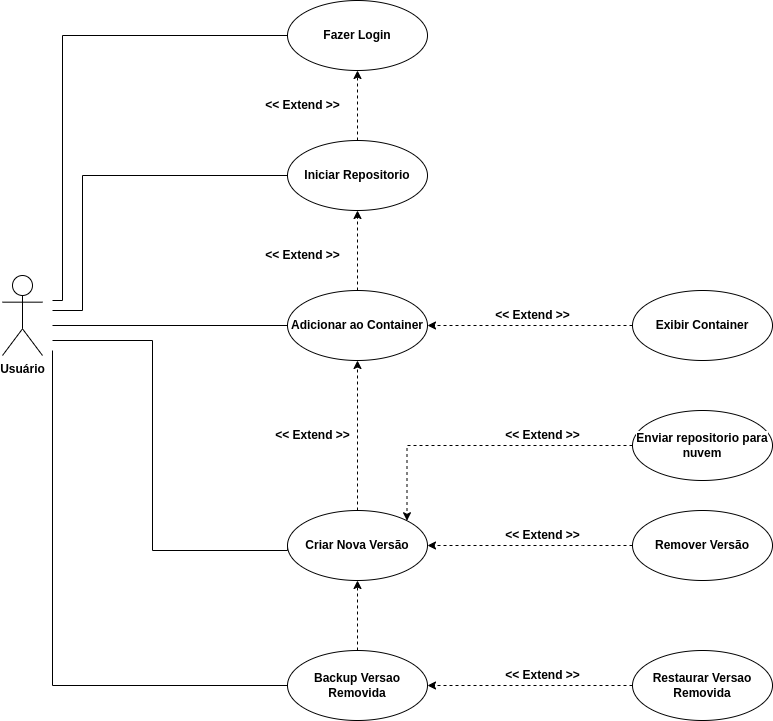 Fazer Login
<< Extend >>
Iniciar Repositorio
<< Extend >>
Usuário
Adicionar ao Container
<< Extend >>
Exibir Container
<< Extend >>
<< Extend >>
Enviar repositorio para
nuvem
Criar Nova Versão
<< Extend >>
Remover Versão
Backup Versao
Removida
<< Extend >>
Restaurar Versao
Removida